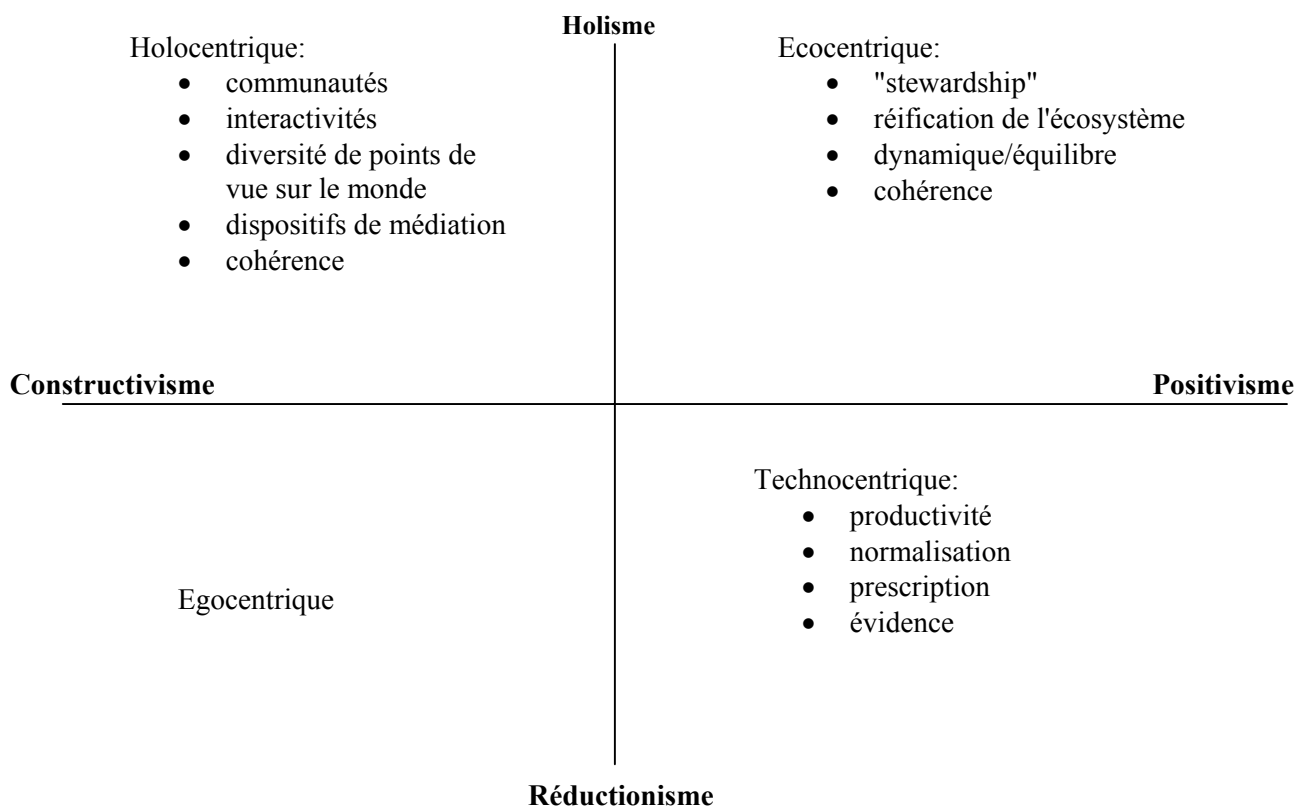 Holisme
Holocentrique:
• communautés
• interactivités
• diversité de points de
vue sur le monde
• dispositifs de médiation
• cohérence
Ecocentrique:
• "stewardship"
• réification de l'écosystème
• dynamique/équilibre
• cohérence
Constructivisme
Positivisme
Egocentrique
Technocentrique:
• productivité
• normalisation
• prescription
• évidence
Réductionisme